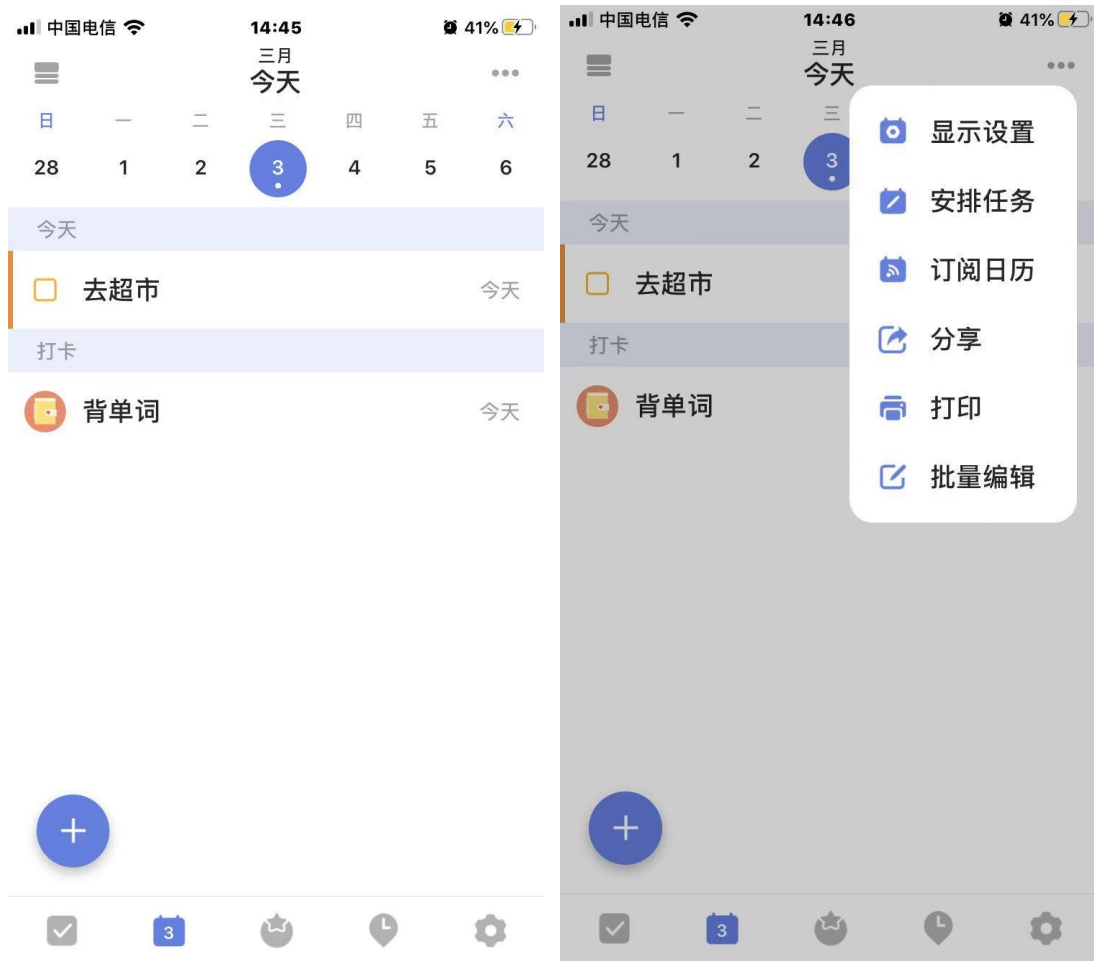 中国电信 14:45 41%
三月
今天
日 一 二 三 四 五 六
28 1 2 3 4 5 6
今天
去超市 今天
打卡
背单词 今天
3
中国电信 14:46 41%
三月
今天
日 一 二 三
28 1 2 3
今天
去超市
打卡
背单词
显示设置
安排任务
订阅日历
分享
打印
批量编辑
3